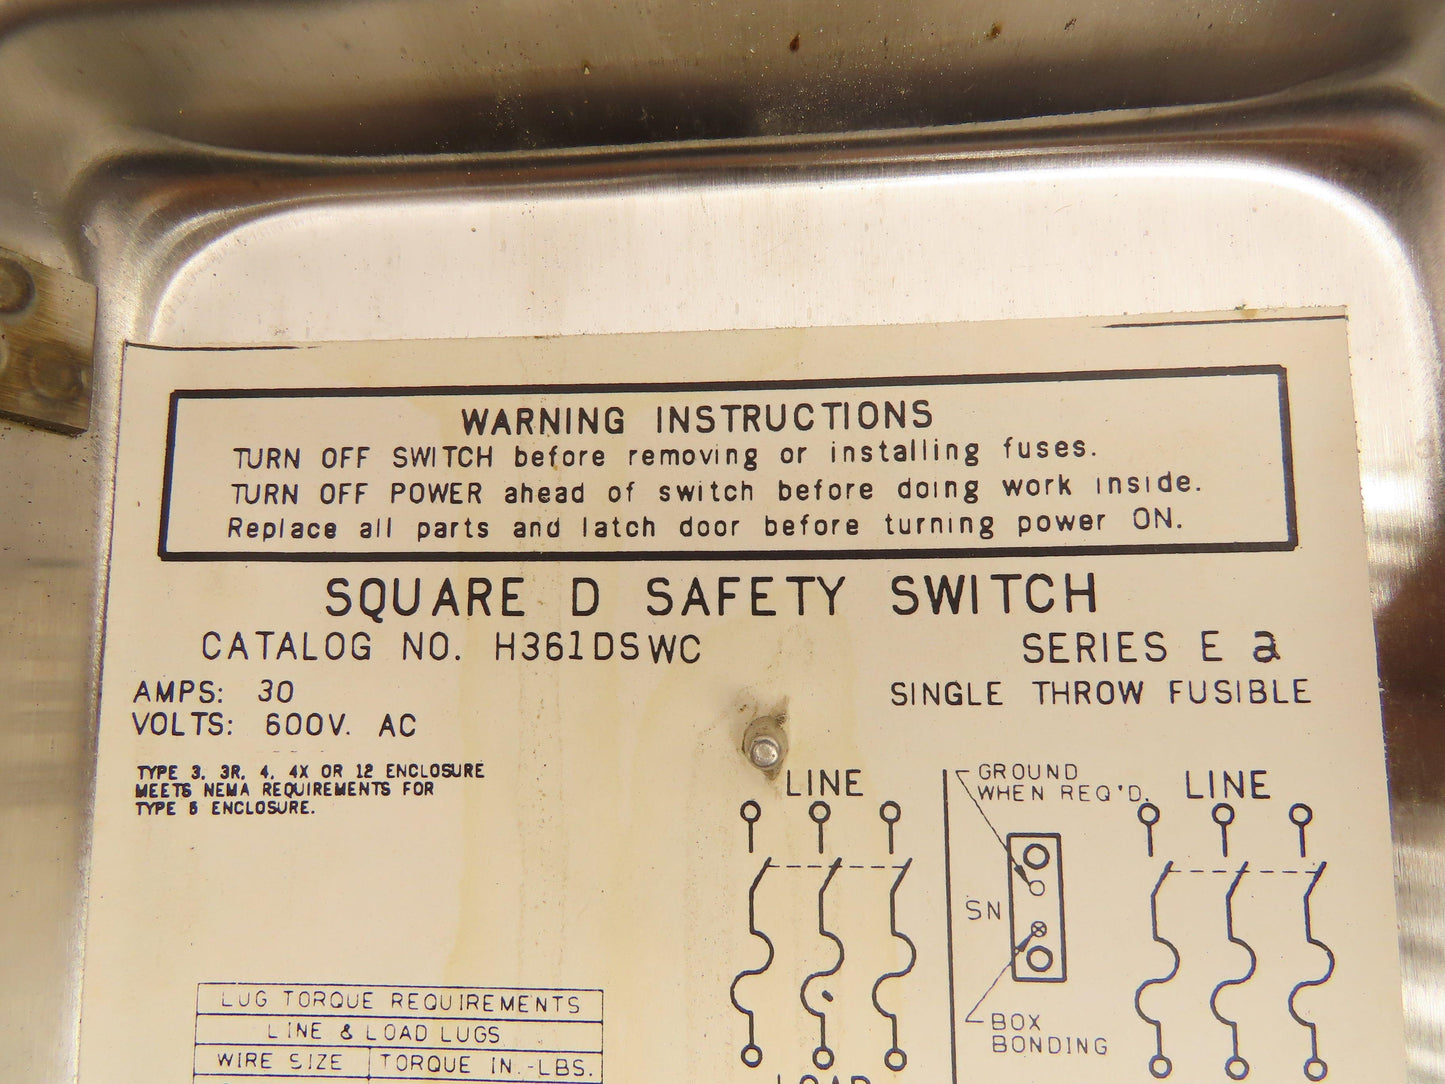 WARNING INSTRUCTIONS
TURN OFF SWITCH before removing or installing fuses.
TURN OFF POWER ahead of switch before doing work inside.
Replace all parts and latch door before turning power ON.
SQUARE D SAFETY SWITCH
CATALOG NO. H361DSWC
SERIES E a
AMPS: 30
SINGLE THROW FUSIBLE
VOLTS: 600V. AC
TYPE 3, 3R, 4, 4X OR 12 ENCLOSURE
MEETS NEMA REQUIREMENTS FOR
TYPE 5 ENCLOSURE.
LINE
GROUND
WHEN REQ'D.
LINE
SN
BOX
BONDING
LUG TORQUE REQUIREMENTS
LINE & LOAD LUGS
WIRE SIZE TORQUE IN.-LBS.
LOAD